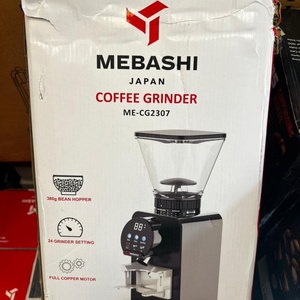 MEBASHI
JAPAN
COFFEE GRINDER
ME-CG2307
380g BEAN HOPPER
34 GRINDER SETTING
FULL COPPER MOTOR